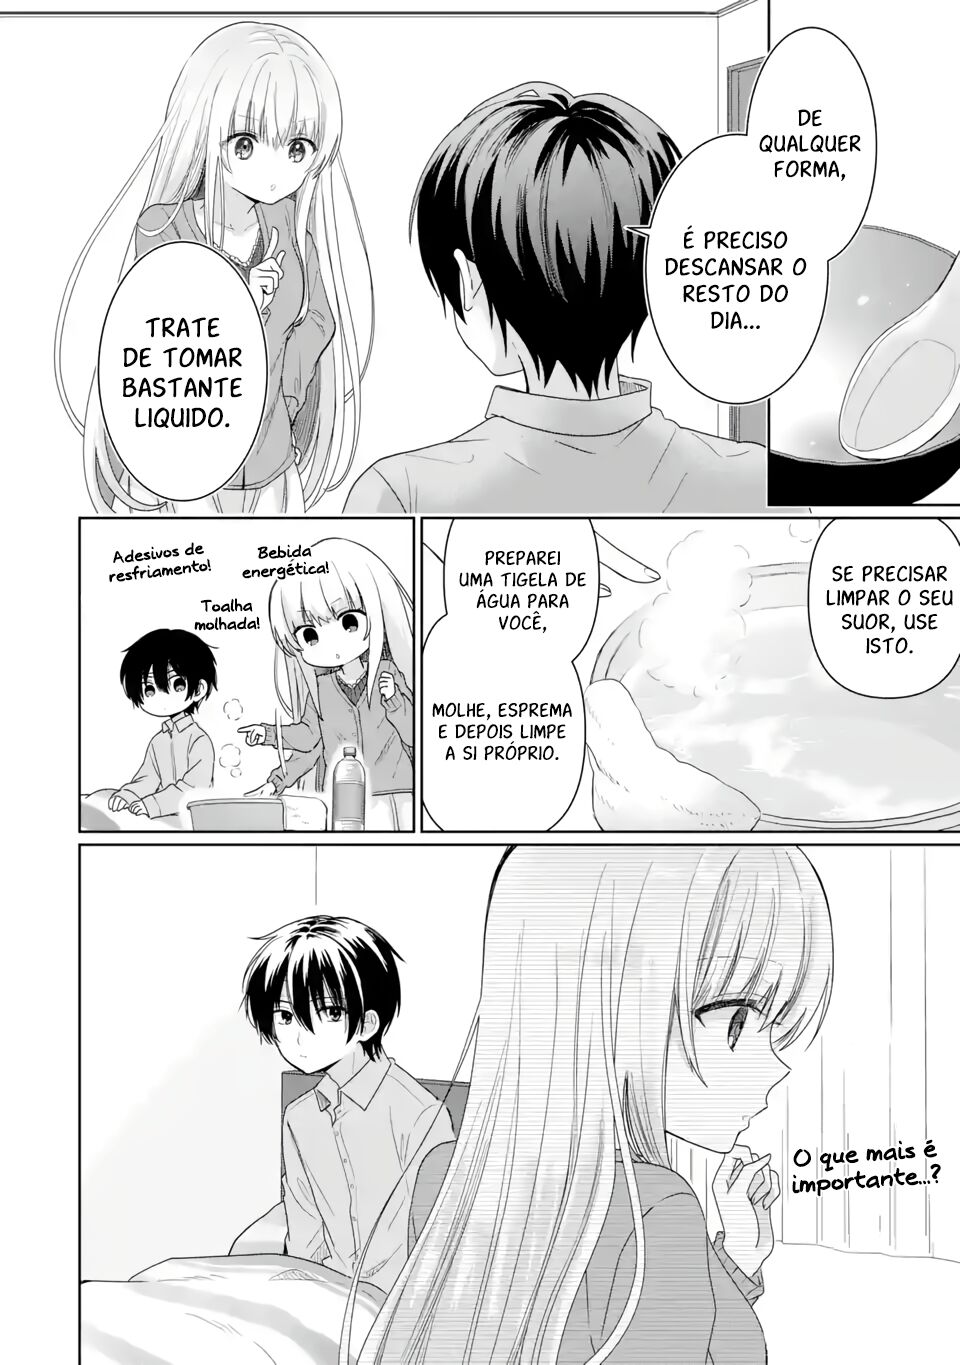 DE
QUALQUER
FORMA,
É PRECISO
DESCANSAR O
RESTO DO
DIA...
TRATE
DE TOMAR
BASTANTE
LIQUIDO.
SE PRECISAR
LIMPAR O SEU
SUOR, USE
ISTO.
PREPAREI
UMA TIGELA DE
ÁGUA PARA
VOCÊ,
MOLHE, ESPREMA
E DEPOIS LIMPE
A SI PRÓPRIO.
Bebida
energética!
Toalha
molhada!
Adesivos de
resfriamento!
O que mais é
importante...?